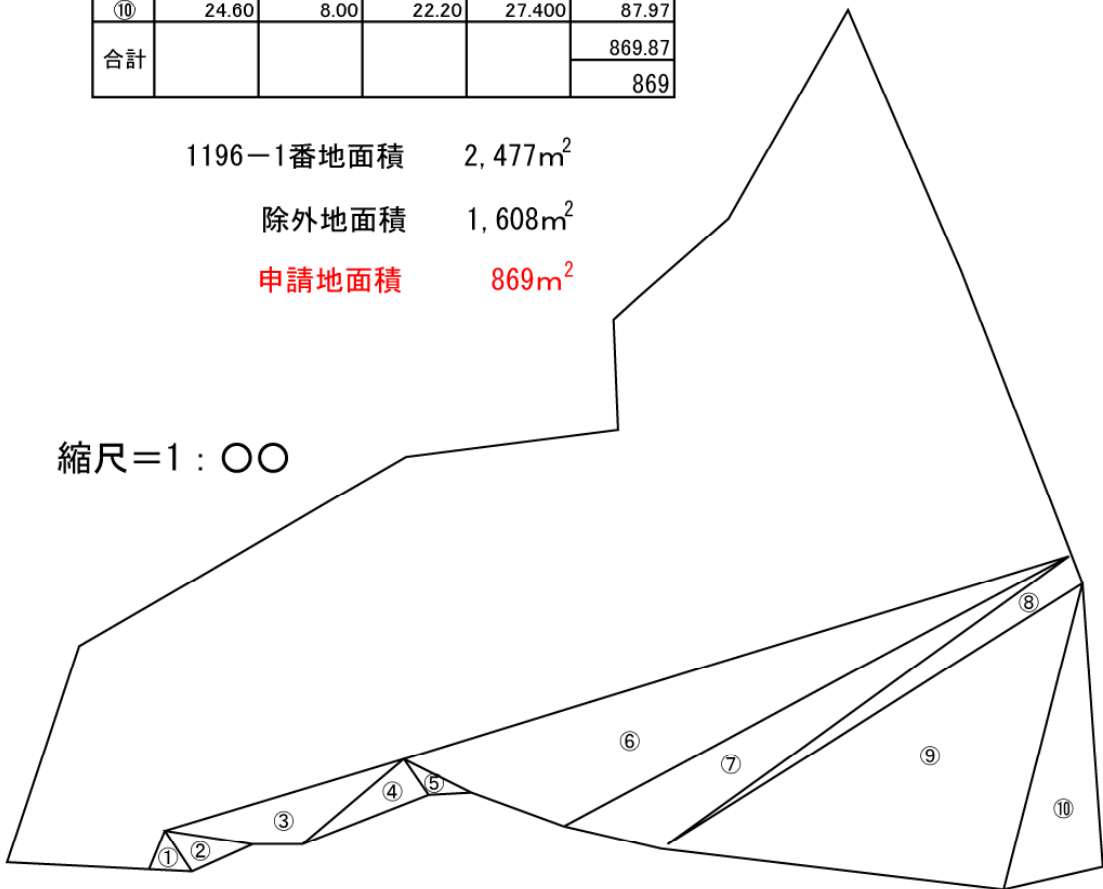 ⑩ 24.60 8.00 22.20 27.400 87.97
合計 869.87
869
1196－1番地面積 2,477m²
除外地面積 1,608m²
申請地面積 869m²
縮尺＝1：〇〇
⑧
⑥
⑦
⑨
⑤
④
⑩
③
②
①